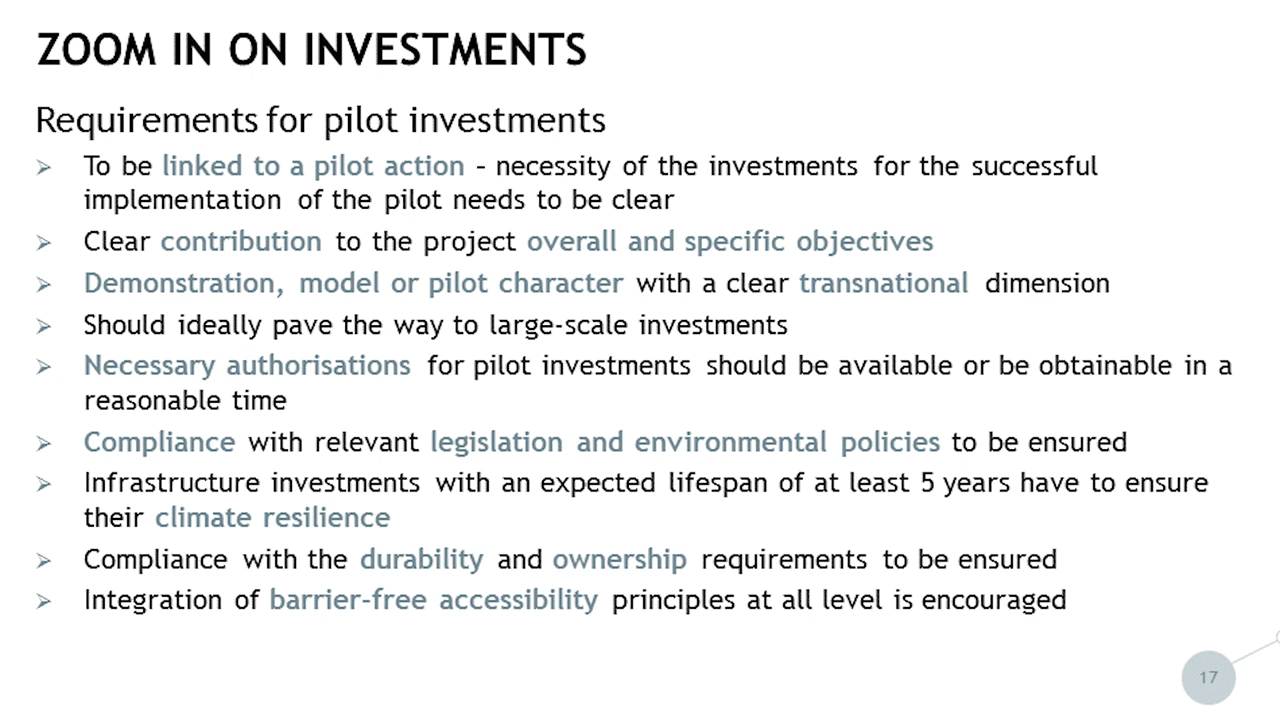 ZOOM IN ON INVESTMENTS
Requirements for pilot investments
➢ To be linked to a pilot action – necessity of the investments for the successful
implementation of the pilot needs to be clear
➢ Clear contribution to the project overall and specific objectives
➢ Demonstration, model or pilot character with a clear transnational dimension
➢ Should ideally pave the way to large-scale investments
➢ Necessary authorisations for pilot investments should be available or be obtainable in a
reasonable time
➢ Compliance with relevant legislation and environmental policies to be ensured
➢ Infrastructure investments with an expected lifespan of at least 5 years have to ensure
their climate resilience
➢ Compliance with the durability and ownership requirements to be ensured
➢ Integration of barrier-free accessibility principles at all level is encouraged
17